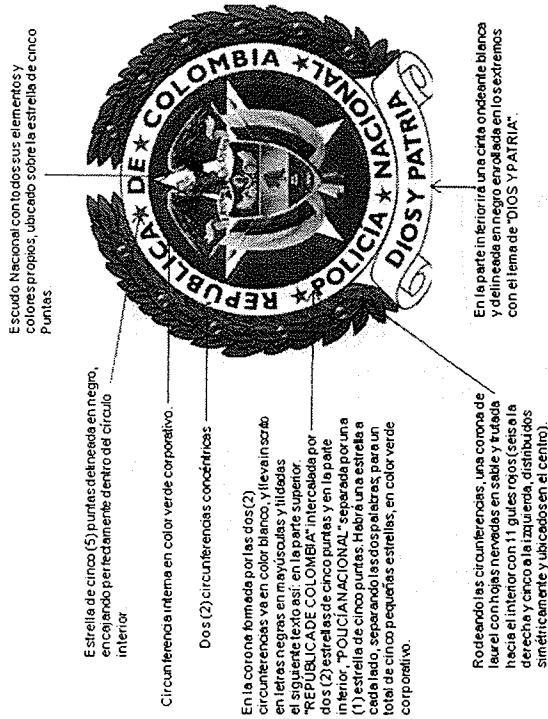 Escudo Nacional con todos sus elementos y
colores propios, ubicado sobre la estrella de cinco
Puntas.
Estrella de cinco (5) puntas delineada en negro,
encajando perfectamente dentro del círculo
interior.
Circunferencia interna en color verde corporativo.
Dos (2) circunferencias concéntricas
En la corona formada por las dos (2)
circunferencias va en color blanco, y lleva inscrito
en letras negras en mayúsculas y tildadas
el siguiente texto así: en la parte superior.
"REPÚBLICA DE COLOMBIA" intercalada por
dos (2) estrellas de cinco puntas y en la parte
inferior, "POLICÍA NACIONAL" separada por una
(1) estrella de cinco puntas. Habrá una estrella a
cada lado, separando las dos palabras, para un
total de cinco pequeñas estrellas, en color verde
corporativo.
Rodeando las circunferencias, una corona de
laurel con hojas nervadas en sable y frutada
hacia el interior con 11 gules rojos (seis a la
derecha y cinco a la izquierda, distribuidos
simétricamente y ubicados en el centro).
En la parte inferior irá una cinta ondeante blanca
y delineada en negro enrollada en los extremos
con el lema de "DIOS Y PATRIA".
REPÚBLICA DE COLOMBIA
POLICÍA NACIONAL
DIOS Y PATRIA